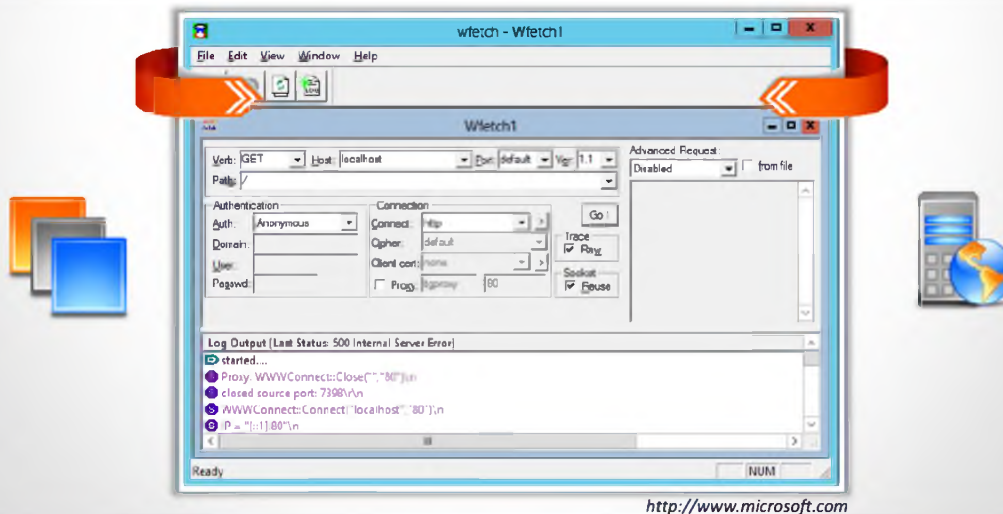 wfetch - Wfetch1
File Edit View Window Help
Wfetch1
Verb: GET Host: localhost Port: default Ver: 1.1
Path: /
Advanced Request:
Disabled from file
Authentication
Auth: Anonymous
Domain:
User:
Passwd:
Connection
Connect: http
Cipher: default
Client cert: none
Proxy: itgproxy 80
Go !
Trace
Raw
Socket
Reuse
Log Output [Last Status: 500 Internal Server Error]
started....
Proxy. WWWConnect::Close("","80")\r\n
closed source port: 7398\r\n
WWWConnect::Connect("localhost","80")\n
IP = "[::1]:80"\n
Ready NUM
http://www.microsoft.com